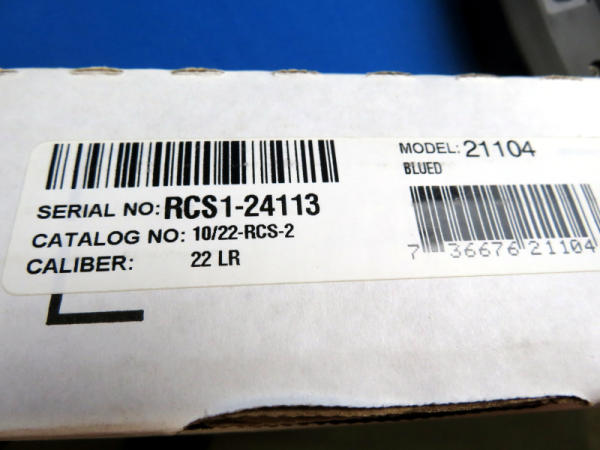 SERIAL NO: RCS1-24113
CATALOG NO: 10/22-RCS-2
CALIBER: 22 LR
MODEL: 21104
BLUED
7 36676 21104